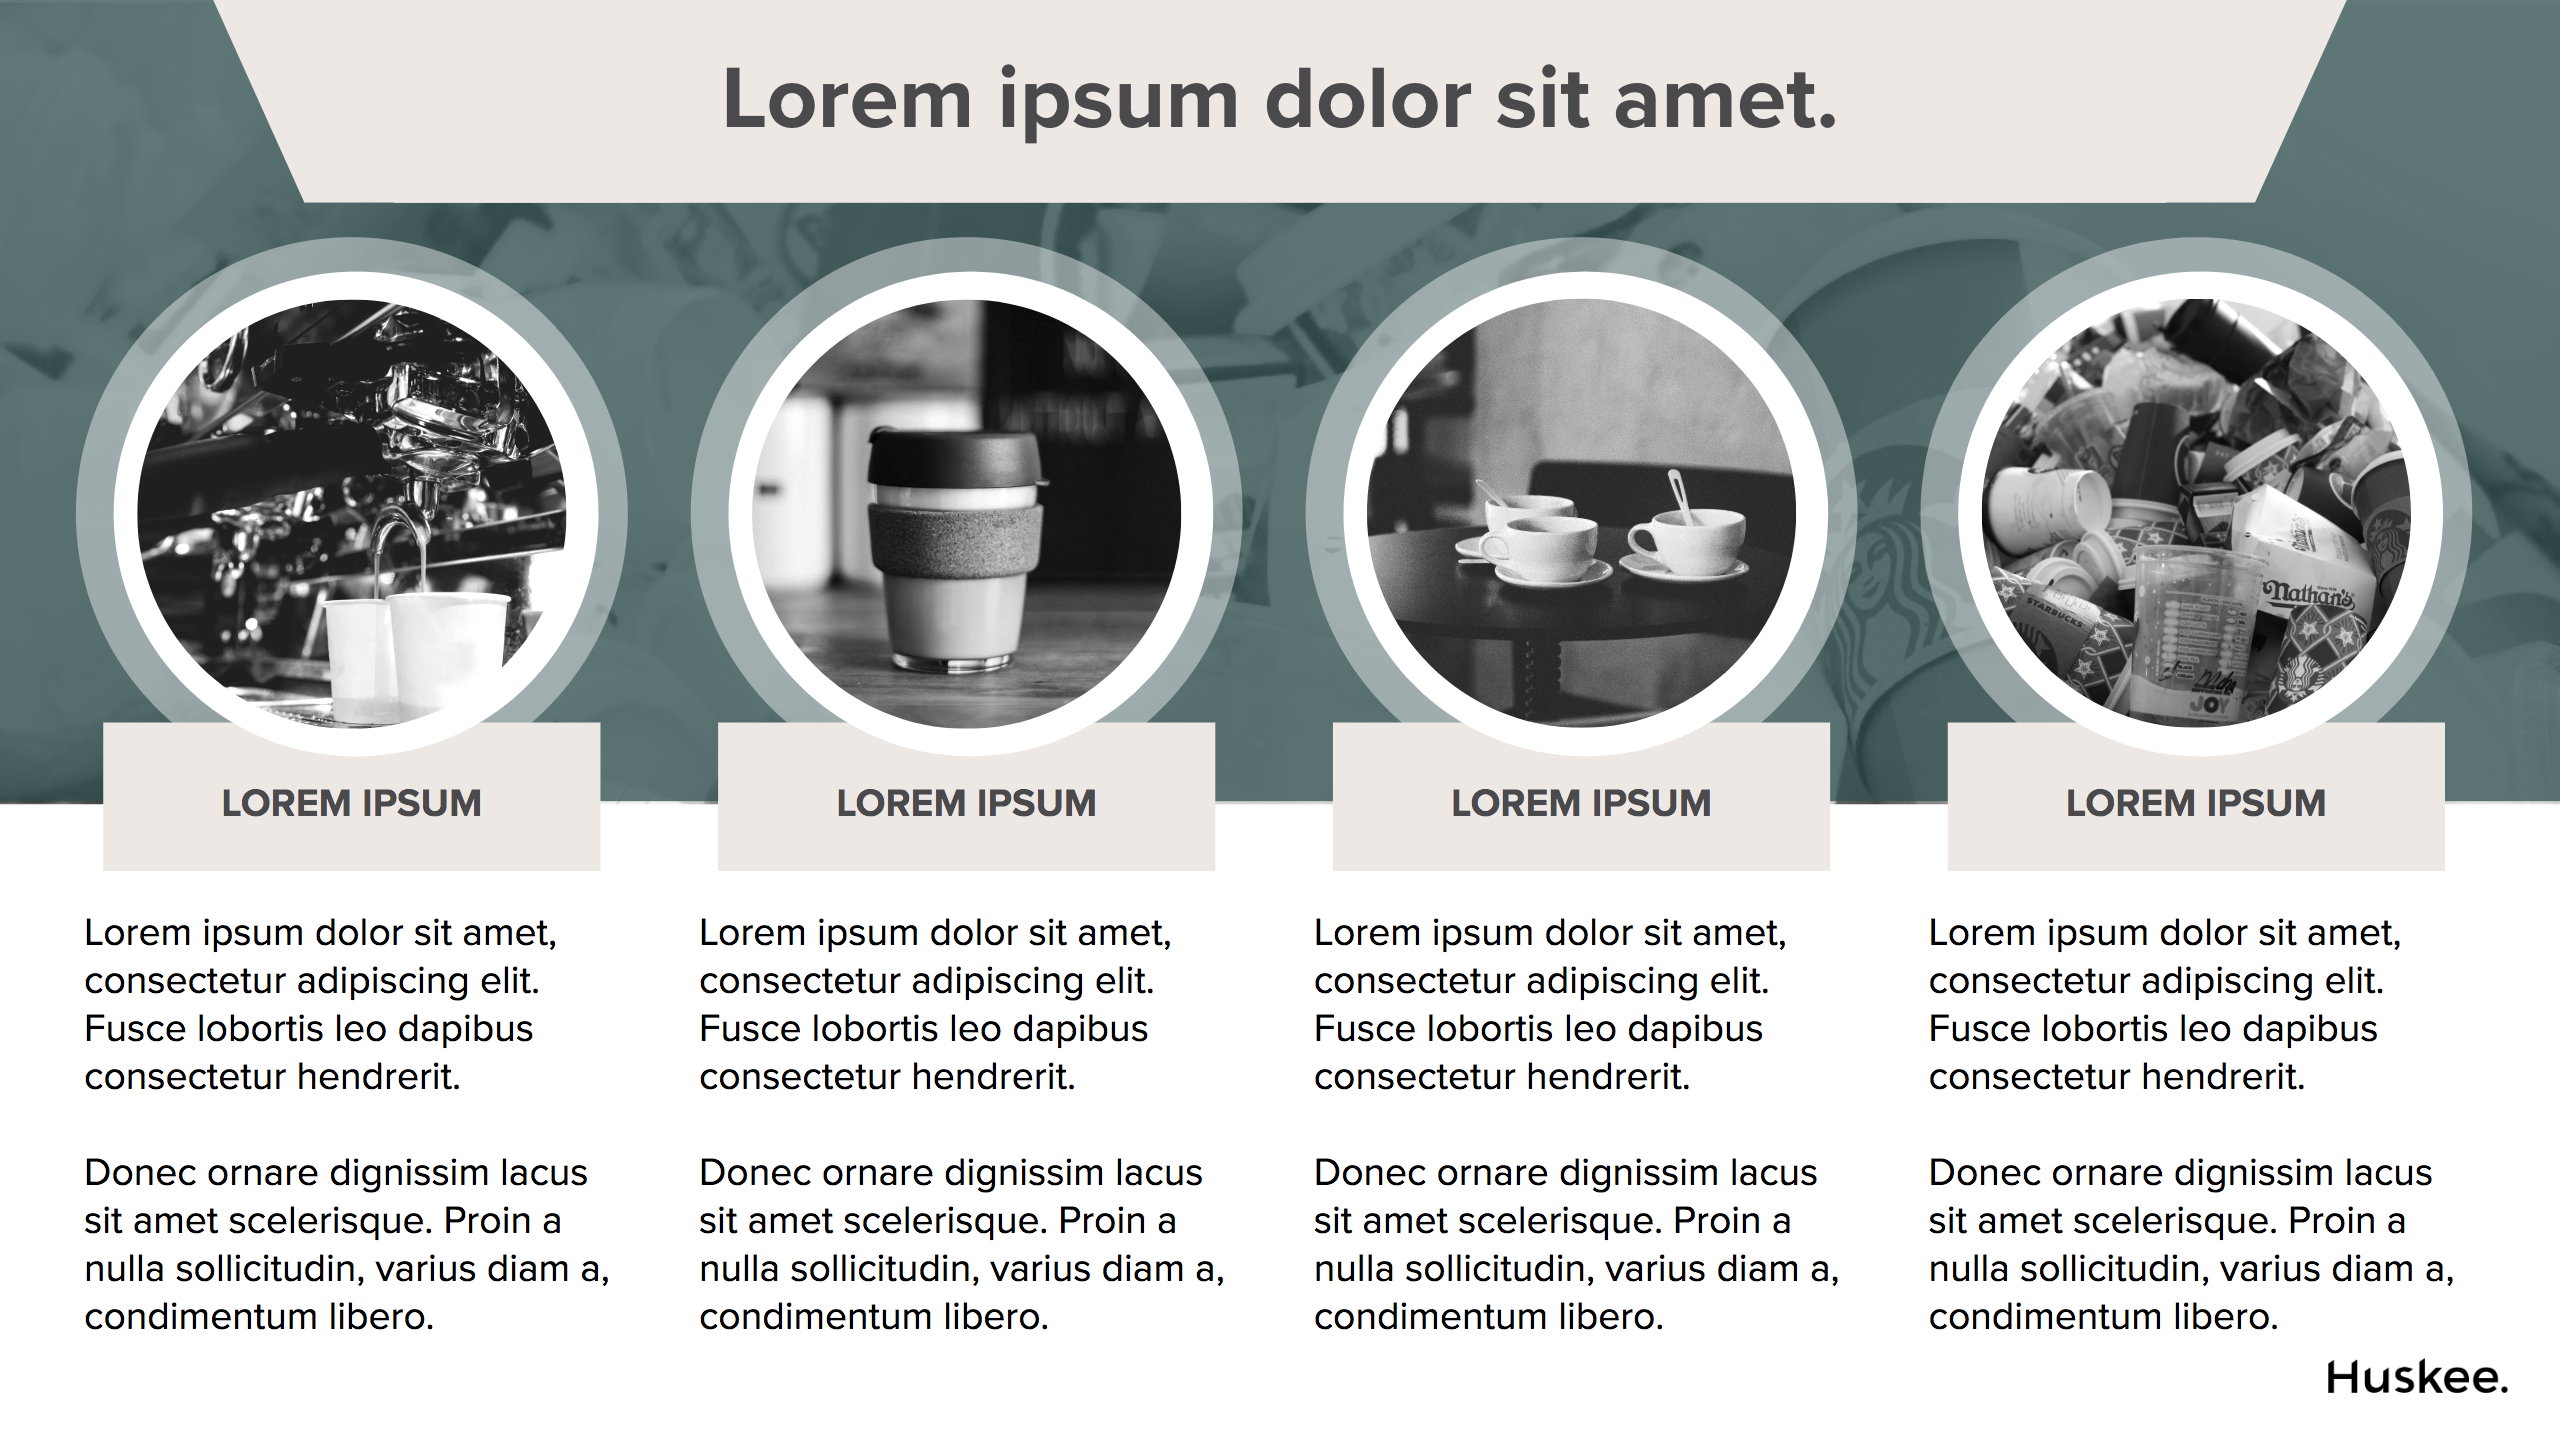 Lorem ipsum dolor sit amet.
Nathan's
STARBUCKS
JOY
LOREM IPSUM
LOREM IPSUM
LOREM IPSUM
LOREM IPSUM
Lorem ipsum dolor sit amet,
consectetur adipiscing elit.
Fusce lobortis leo dapibus
consectetur hendrerit.
Donec ornare dignissim lacus
sit amet scelerisque. Proin a
nulla sollicitudin, varius diam a,
condimentum libero.
Lorem ipsum dolor sit amet,
consectetur adipiscing elit.
Fusce lobortis leo dapibus
consectetur hendrerit.
Donec ornare dignissim lacus
sit amet scelerisque. Proin a
nulla sollicitudin, varius diam a,
condimentum libero.
Lorem ipsum dolor sit amet,
consectetur adipiscing elit.
Fusce lobortis leo dapibus
consectetur hendrerit.
Donec ornare dignissim lacus
sit amet scelerisque. Proin a
nulla sollicitudin, varius diam a,
condimentum libero.
Lorem ipsum dolor sit amet,
consectetur adipiscing elit.
Fusce lobortis leo dapibus
consectetur hendrerit.
Donec ornare dignissim lacus
sit amet scelerisque. Proin a
nulla sollicitudin, varius diam a,
condimentum libero.
Huskee.